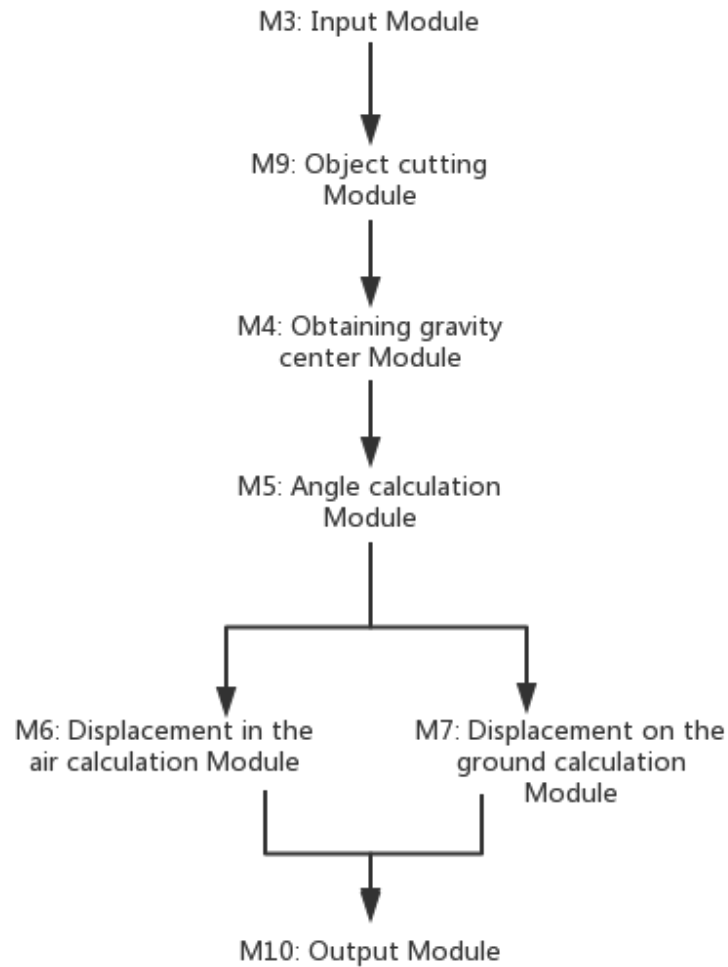 M3: Input Module
M9: Object cutting
Module
M4: Obtaining gravity
center Module
M5: Angle calculation
Module
M6: Displacement in the
air calculation Module
M7: Displacement on the
ground calculation
Module
M10: Output Module